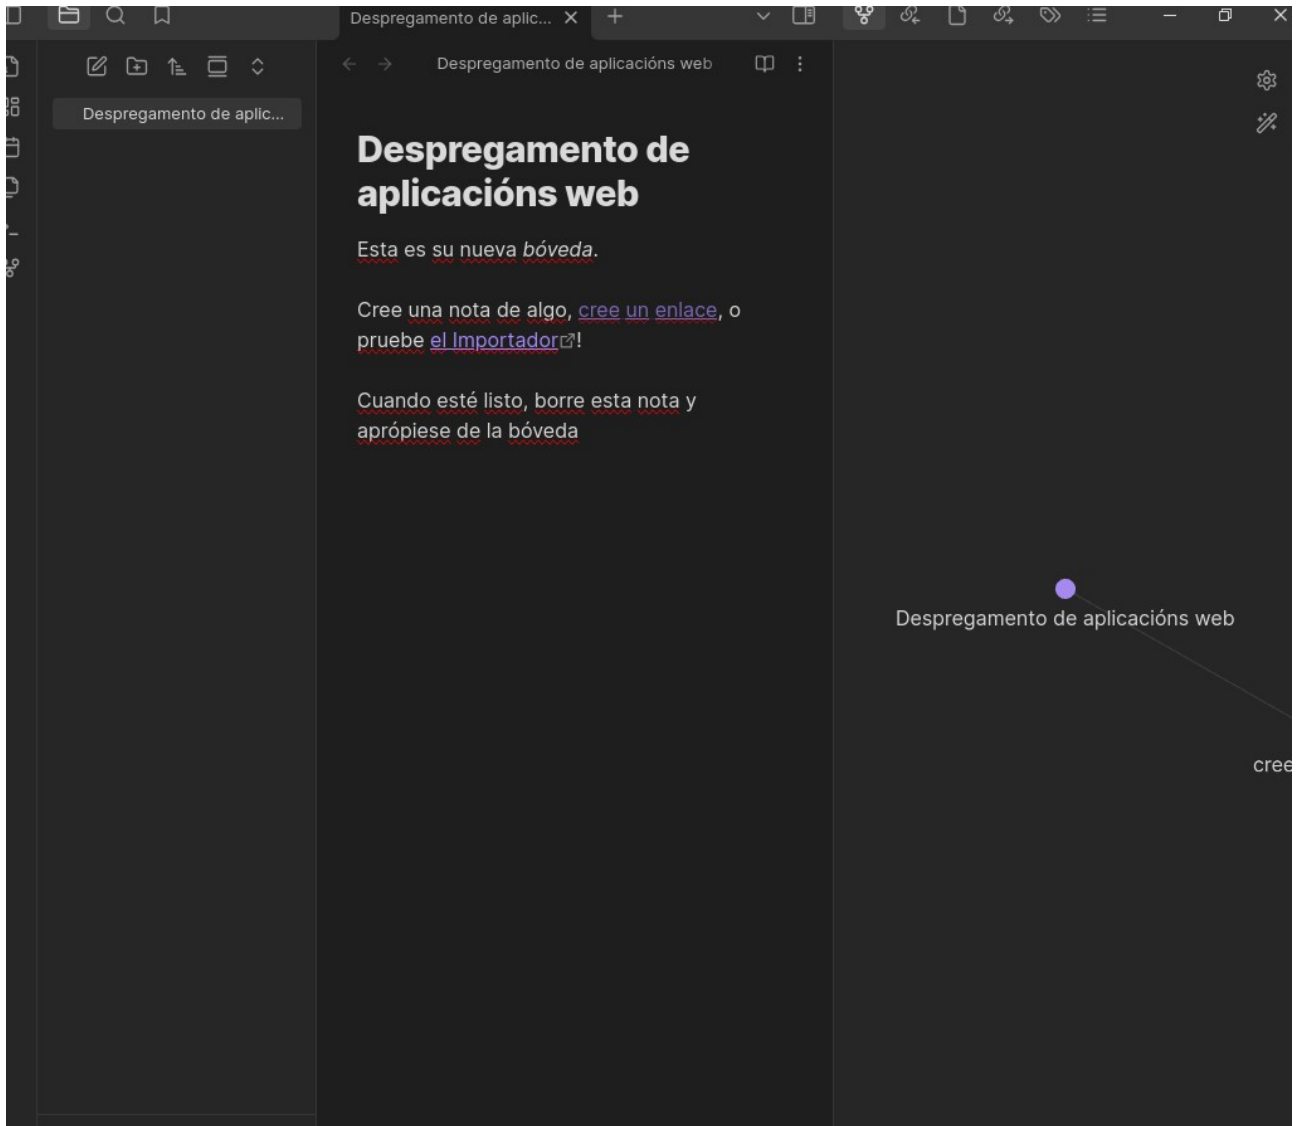 Despregamento de aplic...
Despregamento de aplicacións web
Despregamento de aplic...
Despregamento de
aplicacións web
Esta es su nueva bóveda.
Cree una nota de algo, cree un enlace, o
pruebe el Importador!
Cuando esté listo, borre esta nota y
aprópiese de la bóveda
Despregamento de aplicacións web
cree